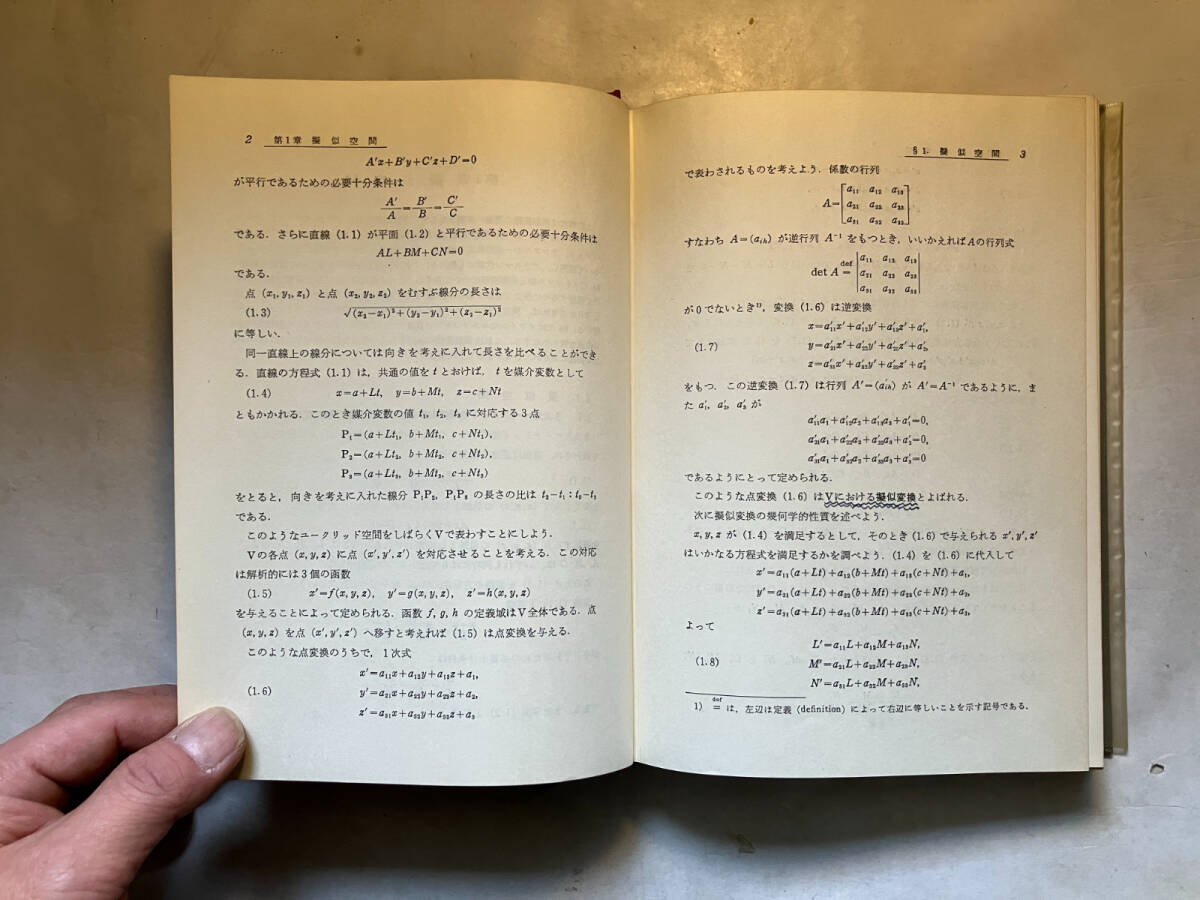 2 第1章 擬似空間
A′x+B′y+C′z+D′=0
が平行であるための必要十分条件は
A′/A=B′/B=C′/C
である．さらに直線 (1.1) が平面 (1.2) と平行であるための必要十分条件は
AL+BM+CN=0
である．
点 (x₁, y₁, z₁) と点 (x₂, y₂, z₂) をむすぶ線分の長さは
(1.3) √(x₂−x₁)²+(y₂−y₁)²+(z₂−z₁)²
に等しい．
同一直線上の線分については向きを考えに入れて長さを比べることができ
る．直線の方程式 (1.1) は，共通の値を t とおけば，t を媒介変数として
(1.4) x=a+Lt, y=b+Mt, z=c+Nt
ともかかれる．このとき媒介変数の値 t₁, t₂, t₃ に対応する3点
P₁=(a+Lt₁, b+Mt₁, c+Nt₁),
P₂=(a+Lt₂, b+Mt₂, c+Nt₂),
P₃=(a+Lt₃, b+Mt₃, c+Nt₃)
をとると，向きを考えに入れた線分 P₁P₂, P₁P₃ の長さの比は t₂−t₁：t₃−t₁
である．
このようなユークリッド空間をしばらくVで表わすことにしよう．
Vの各点 (x, y, z) に点 (x′, y′, z′) を対応させることを考える．この対応
は解析的には3個の函数
(1.5) x′=f(x, y, z), y′=g(x, y, z), z′=h(x, y, z)
を与えることによって定められる．函数 f, g, h の定義域はV全体である．点
(x, y, z) を点 (x′, y′, z′) へ移すと考えれば (1.5) は点変換を与える．
このような点変換のうちで，1次式
x′=a₁₁x+a₁₂y+a₁₃z+a₁,
(1.6) y′=a₂₁x+a₂₂y+a₂₃z+a₂,
z′=a₃₁x+a₃₂y+a₃₃z+a₃
§1. 擬似空間 3
で表わされるものを考えよう．係数の行列
A=[a₁₁ a₁₂ a₁₃
a₂₁ a₂₂ a₂₃
a₃₁ a₃₂ a₃₃]
すなわち A=(aᵢₕ) が逆行列 A⁻¹ をもつとき，いいかえればAの行列式
det A def= |a₁₁ a₁₂ a₁₃
a₂₁ a₂₂ a₂₃
a₃₁ a₃₂ a₃₃|
が0でないとき¹⁾，変換 (1.6) は逆変換
x=a′₁₁x′+a′₁₂y′+a′₁₃z′+a′₁,
(1.7) y=a′₂₁x′+a′₂₂y′+a′₂₃z′+a′₂,
z=a′₃₁x′+a′₃₂y′+a′₃₃z′+a′₃
をもつ．この逆変換 (1.7) は行列 A′=(a′ᵢₕ) が A′=A⁻¹ であるように，ま
た a′₁, a′₂, a′₃ が
a′₁₁a₁+a′₁₂a₂+a′₁₃a₃+a′₁=0,
a′₂₁a₁+a′₂₂a₂+a′₂₃a₃+a′₂=0,
a′₃₁a₁+a′₃₂a₂+a′₃₃a₃+a′₃=0
であるようにとって定められる．
このような点変換 (1.6) はVにおける擬似変換とよばれる．
次に擬似変換の幾何学的性質を述べよう．
x, y, z が (1.4) を満足するとして，そのとき (1.6) で与えられる x′, y′, z′
はいかなる方程式を満足するかを調べよう．(1.4) を (1.6) に代入して
x′=a₁₁(a+Lt)+a₁₂(b+Mt)+a₁₃(c+Nt)+a₁,
y′=a₂₁(a+Lt)+a₂₂(b+Mt)+a₂₃(c+Nt)+a₂,
z′=a₃₁(a+Lt)+a₃₂(b+Mt)+a₃₃(c+Nt)+a₃,
よって
L′=a₁₁L+a₁₂M+a₁₃N,
(1.8) M′=a₂₁L+a₂₂M+a₂₃N,
N′=a₃₁L+a₃₂M+a₃₃N,
1) def= は，左辺は定義 (definition) によって右辺に等しいことを示す記号である．